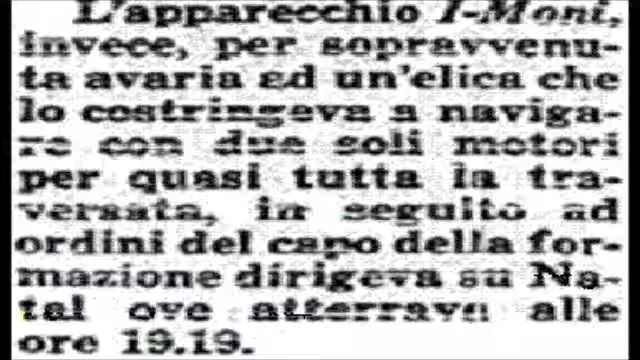 L'apparecchio I-Moni,
invece, per sopravvenu-
ta avaria ad un'elica che
lo costringeva a naviga-
re con due soli motori
per quasi tutta la tra-
versata, in seguito ad
ordini del capo della for-
mazione dirigeva su Na-
tal ove atterrava alle
ore 19.19.